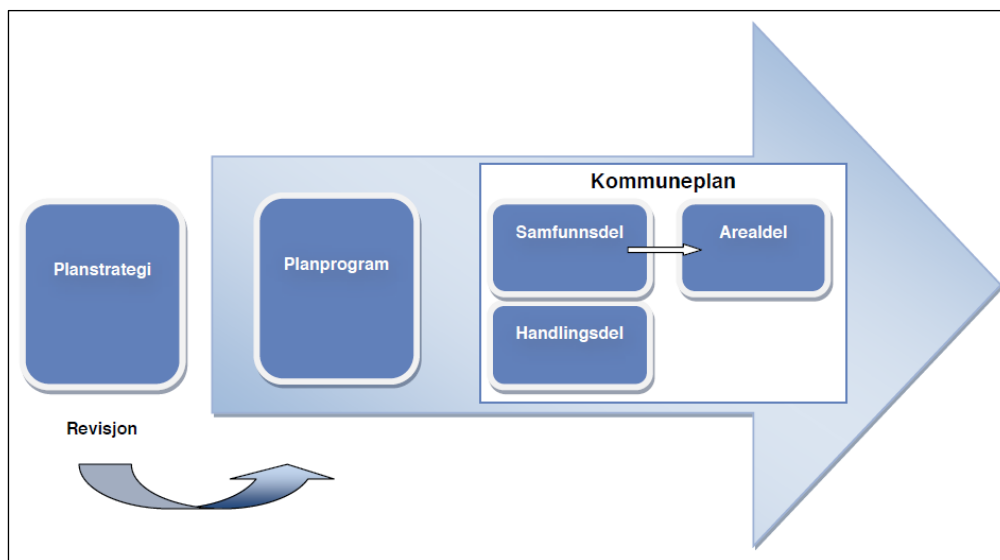 Kommuneplan
Planstrategi
Planprogram
Samfunnsdel
Arealdel
Handlingsdel
Revisjon